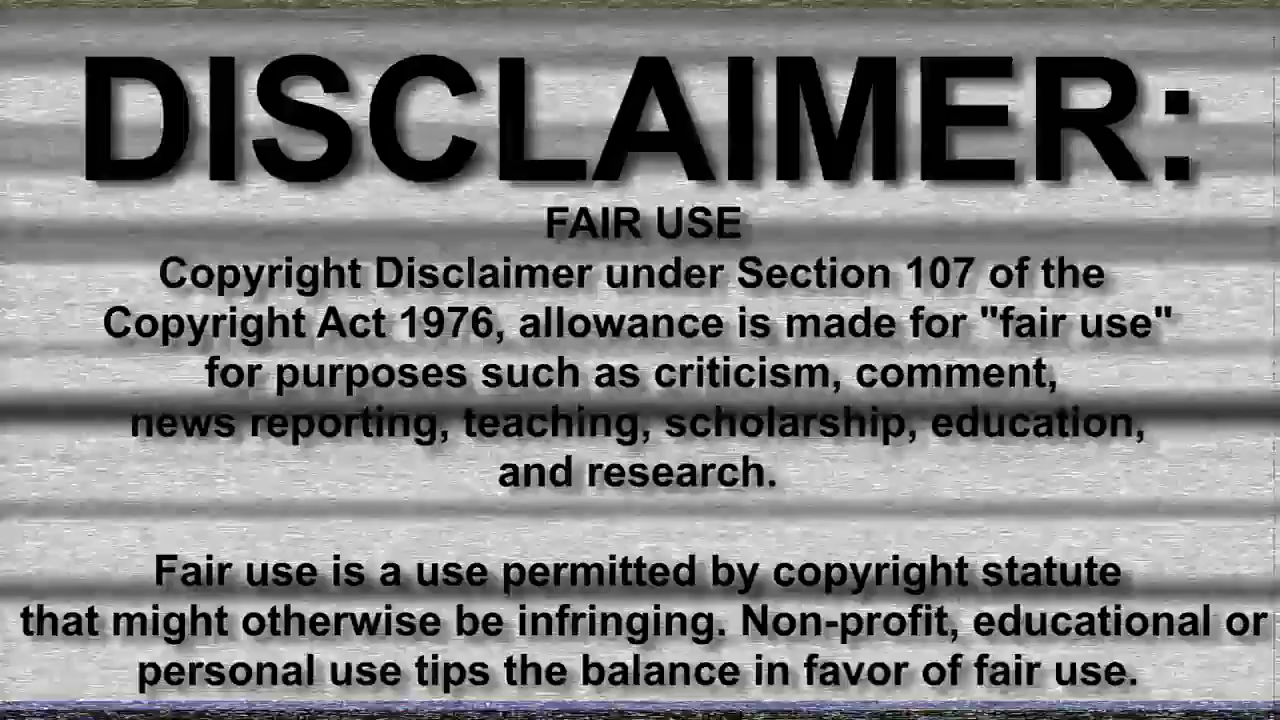 DISCLAIMER:
FAIR USE
Copyright Disclaimer under Section 107 of the
Copyright Act 1976, allowance is made for "fair use"
for purposes such as criticism, comment,
news reporting, teaching, scholarship, education,
and research.
Fair use is a use permitted by copyright statute
that might otherwise be infringing. Non-profit, educational or
personal use tips the balance in favor of fair use.